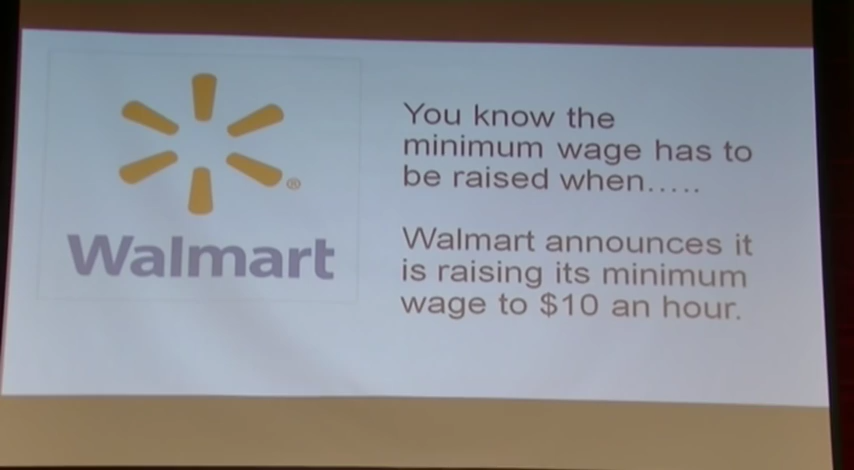 Walmart
You know the
minimum wage has to
be raised when.....
Walmart announces it
is raising its minimum
wage to $10 an hour.